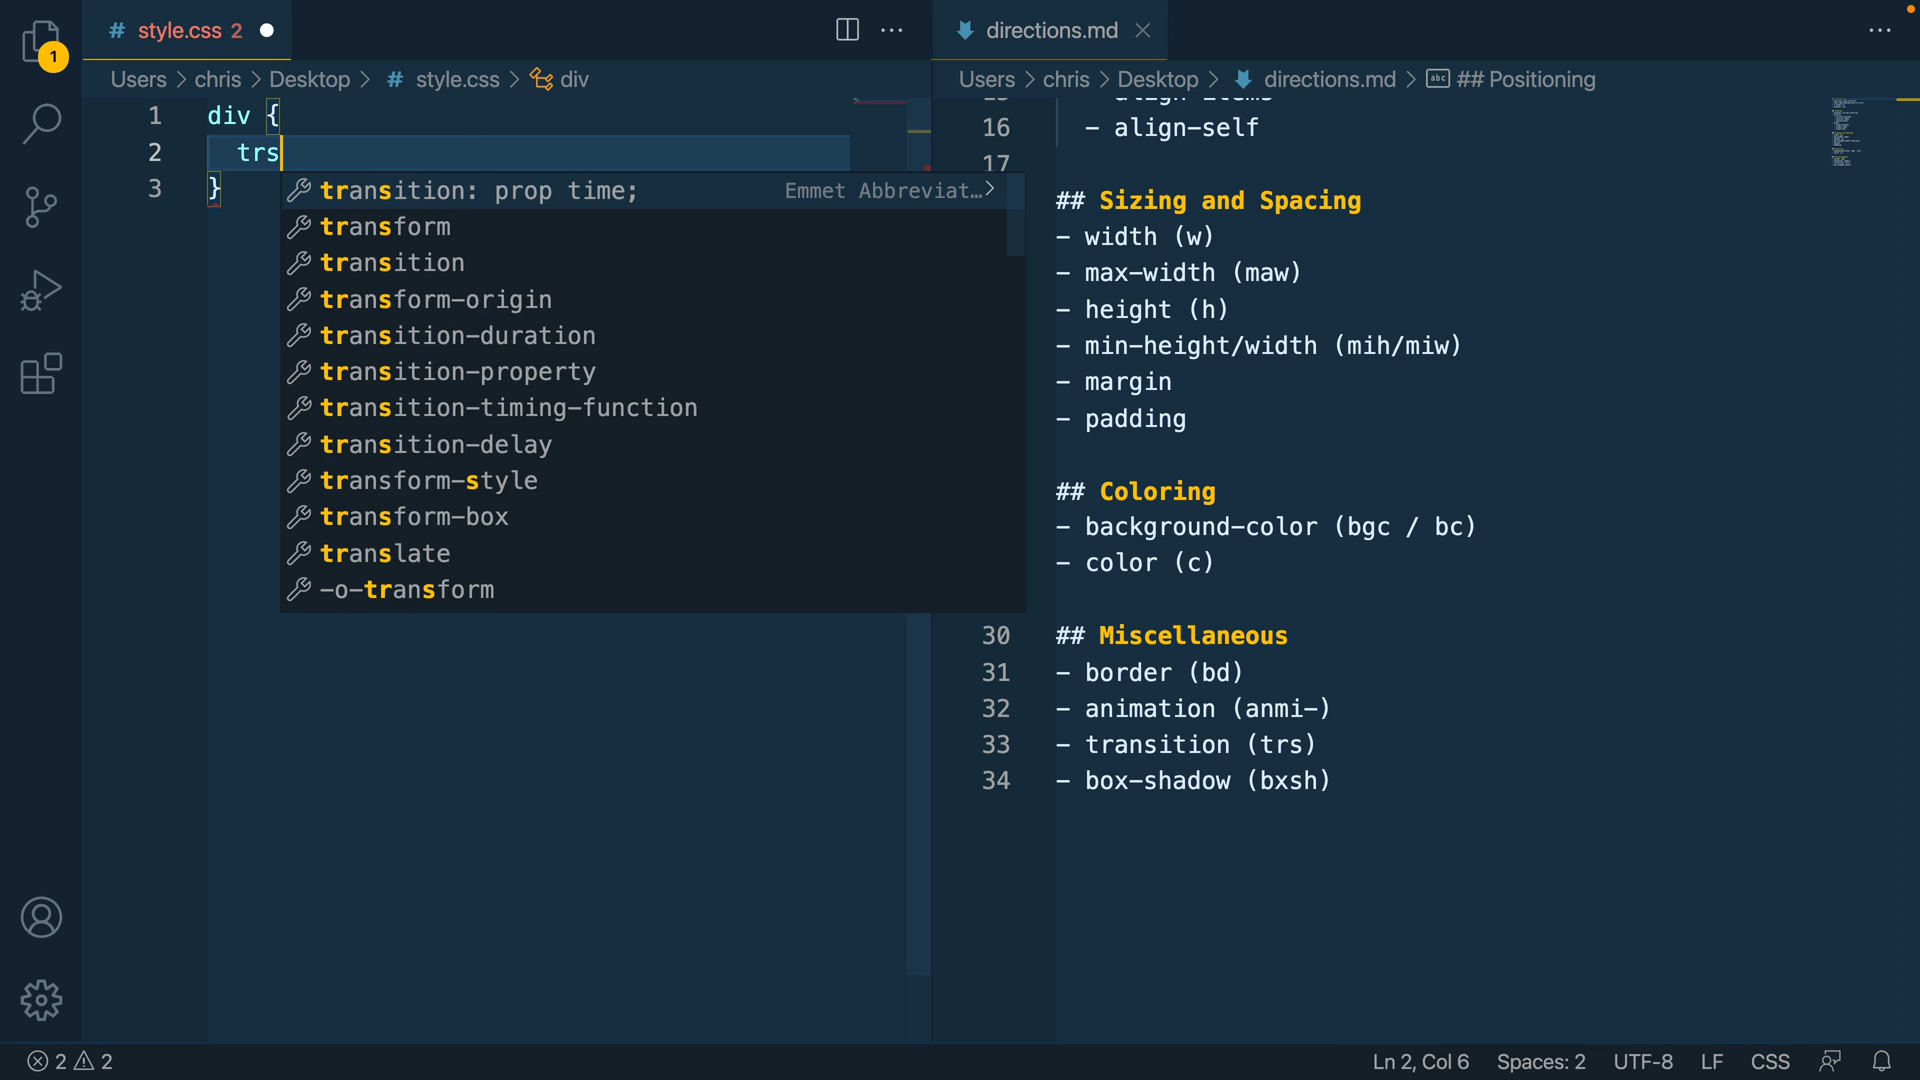 # style.css 2
directions.md
1
Users > chris > Desktop > # style.css > div
Users > chris > Desktop > directions.md > abc ## Positioning
1 div {
2 trs
3 }
transition: prop time; Emmet Abbreviat…>
transform
transition
transform-origin
transition-duration
transition-property
transition-timing-function
transition-delay
transform-style
transform-box
translate
-o-transform
15 - align-items
16 - align-self
17
## Sizing and Spacing
- width (w)
- max-width (maw)
- height (h)
- min-height/width (mih/miw)
- margin
- padding
## Coloring
- background-color (bgc / bc)
- color (c)
30 ## Miscellaneous
31 - border (bd)
32 - animation (anmi-)
33 - transition (trs)
34 - box-shadow (bxsh)
2 2
Ln 2, Col 6 Spaces: 2 UTF-8 LF CSS